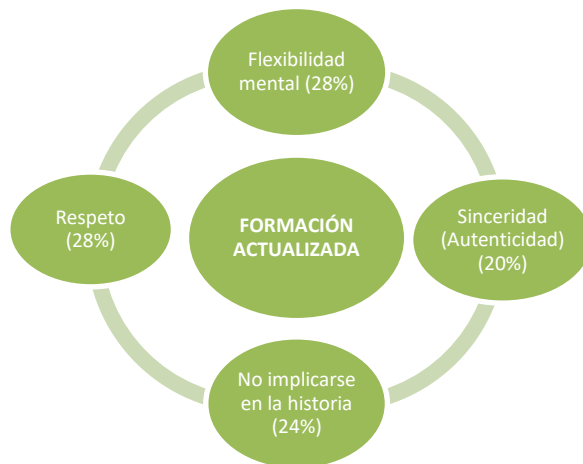 Flexibilidad
mental (28%)
Respeto
(28%)
FORMACIÓN
ACTUALIZADA
Sinceridad
(Autenticidad)
(20%)
No implicarse
en la historia
(24%)